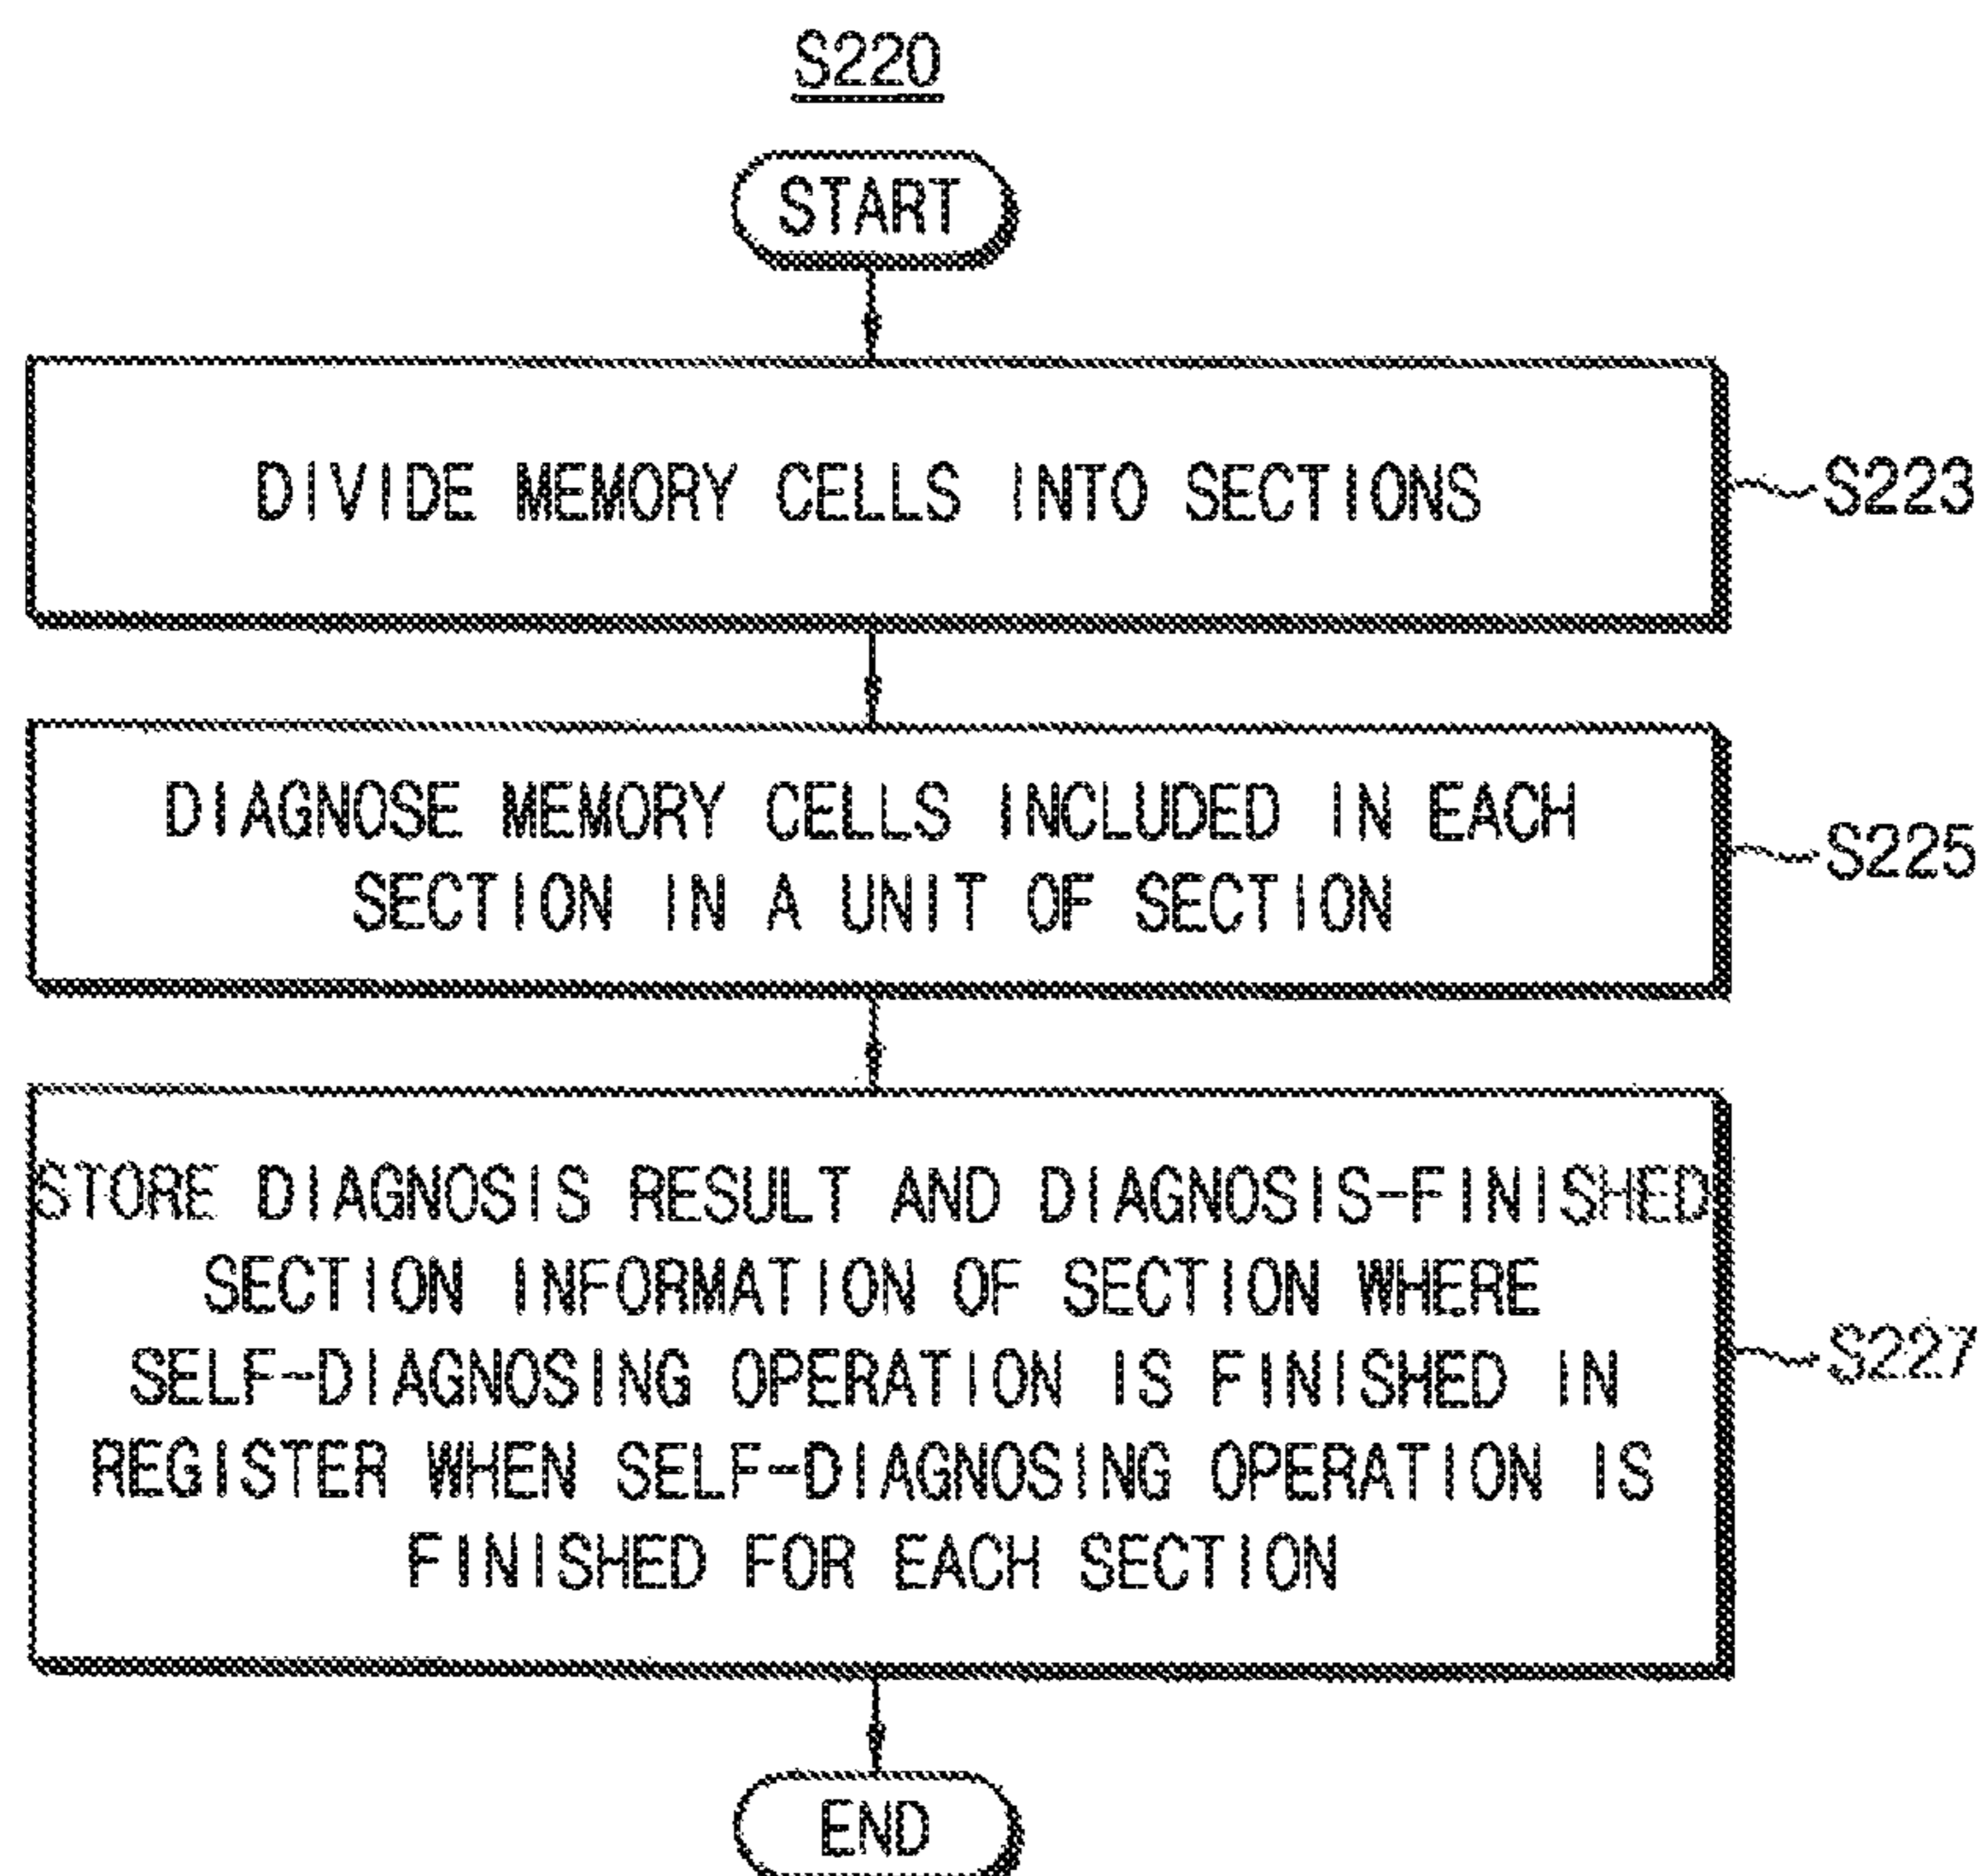 S220
START
DIVIDE MEMORY CELLS INTO SECTIONS
S223
DIAGNOSE MEMORY CELLS INCLUDED IN EACH
SECTION IN A UNIT OF SECTION
S225
STORE DIAGNOSIS RESULT AND DIAGNOSIS-FINISHED
SECTION INFORMATION OF SECTION WHERE
SELF-DIAGNOSING OPERATION IS FINISHED IN
REGISTER WHEN SELF-DIAGNOSING OPERATION IS
FINISHED FOR EACH SECTION
S227
END